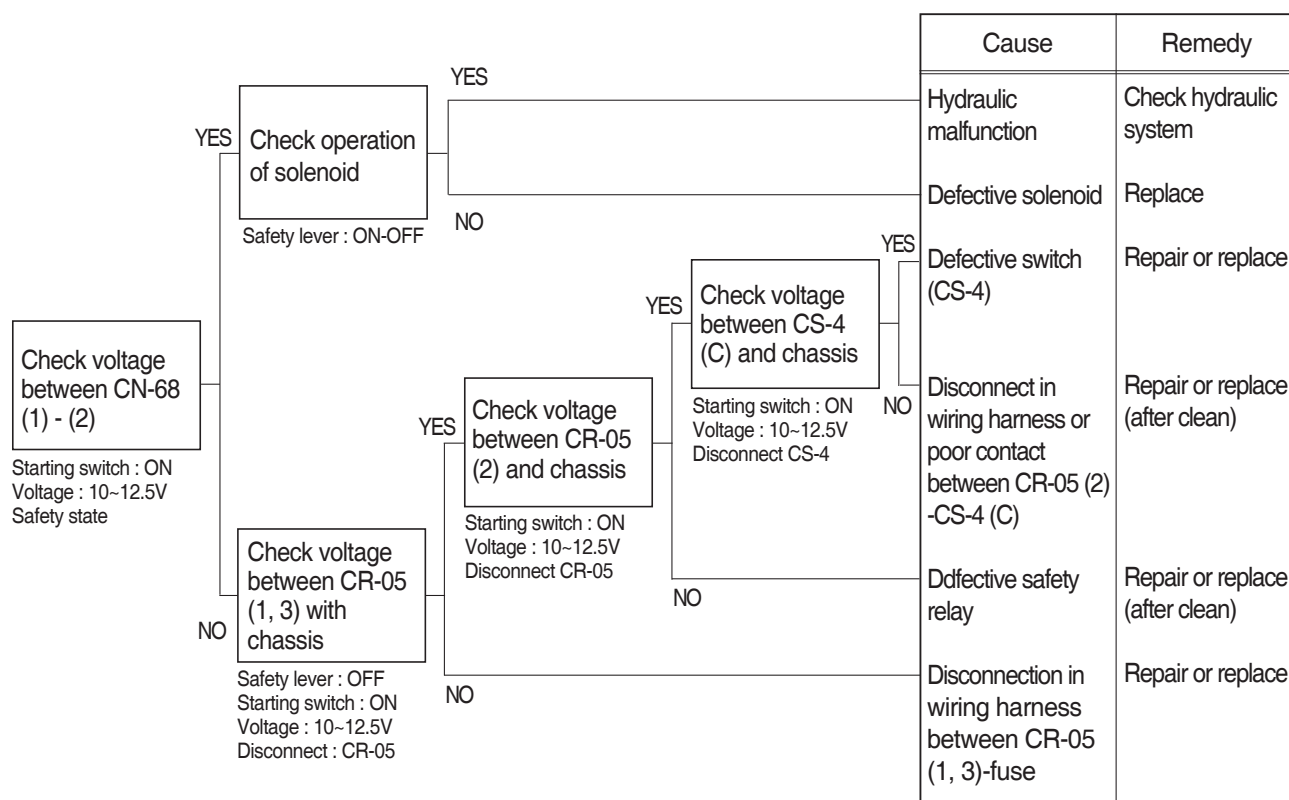 Cause
Remedy
YES
Hydraulic
malfunction
Check hydraulic
system
YES
Check operation
of solenoid
NO
Defective solenoid
Replace
Safety lever : ON-OFF
YES
Defective switch
(CS-4)
Repair or replace
YES
Check voltage
between CS-4
(C) and chassis
Starting switch : ON
Voltage : 10~12.5V
Disconnect CS-4
NO
Disconnect in
wiring harness or
poor contact
between CR-05 (2)
-CS-4 (C)
Repair or replace
(after clean)
Check voltage
between CN-68
(1) - (2)
Starting switch : ON
Voltage : 10~12.5V
Safety state
YES
Check voltage
between CR-05
(2) and chassis
Starting switch : ON
Voltage : 10~12.5V
Disconnect CR-05
NO
Ddfective safety
relay
Repair or replace
(after clean)
NO
Check voltage
between CR-05
(1, 3) with
chassis
Safety lever : OFF
Starting switch : ON
Voltage : 10~12.5V
Disconnect : CR-05
NO
Disconnection in
wiring harness
between CR-05
(1, 3)-fuse
Repair or replace